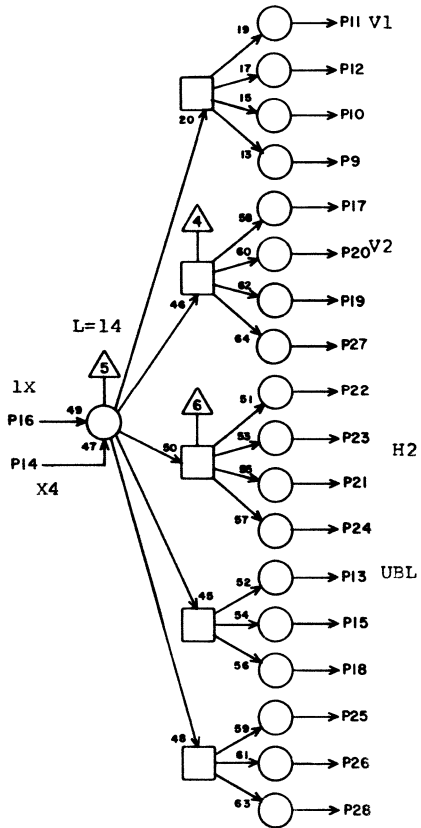 19 P11 V1
17 P12
15 P10
20 13 P9
58 P17
4 60 P20 V2
46 62 P19
64 P27
L=14
5 6 51 P22
1X
P16 49 50 53 P23
47 H2
P14 55 P21
X4
57 P24
52 P13 UBL
45 54 P15
56 P18
59 P25
48 61 P26
63 P28